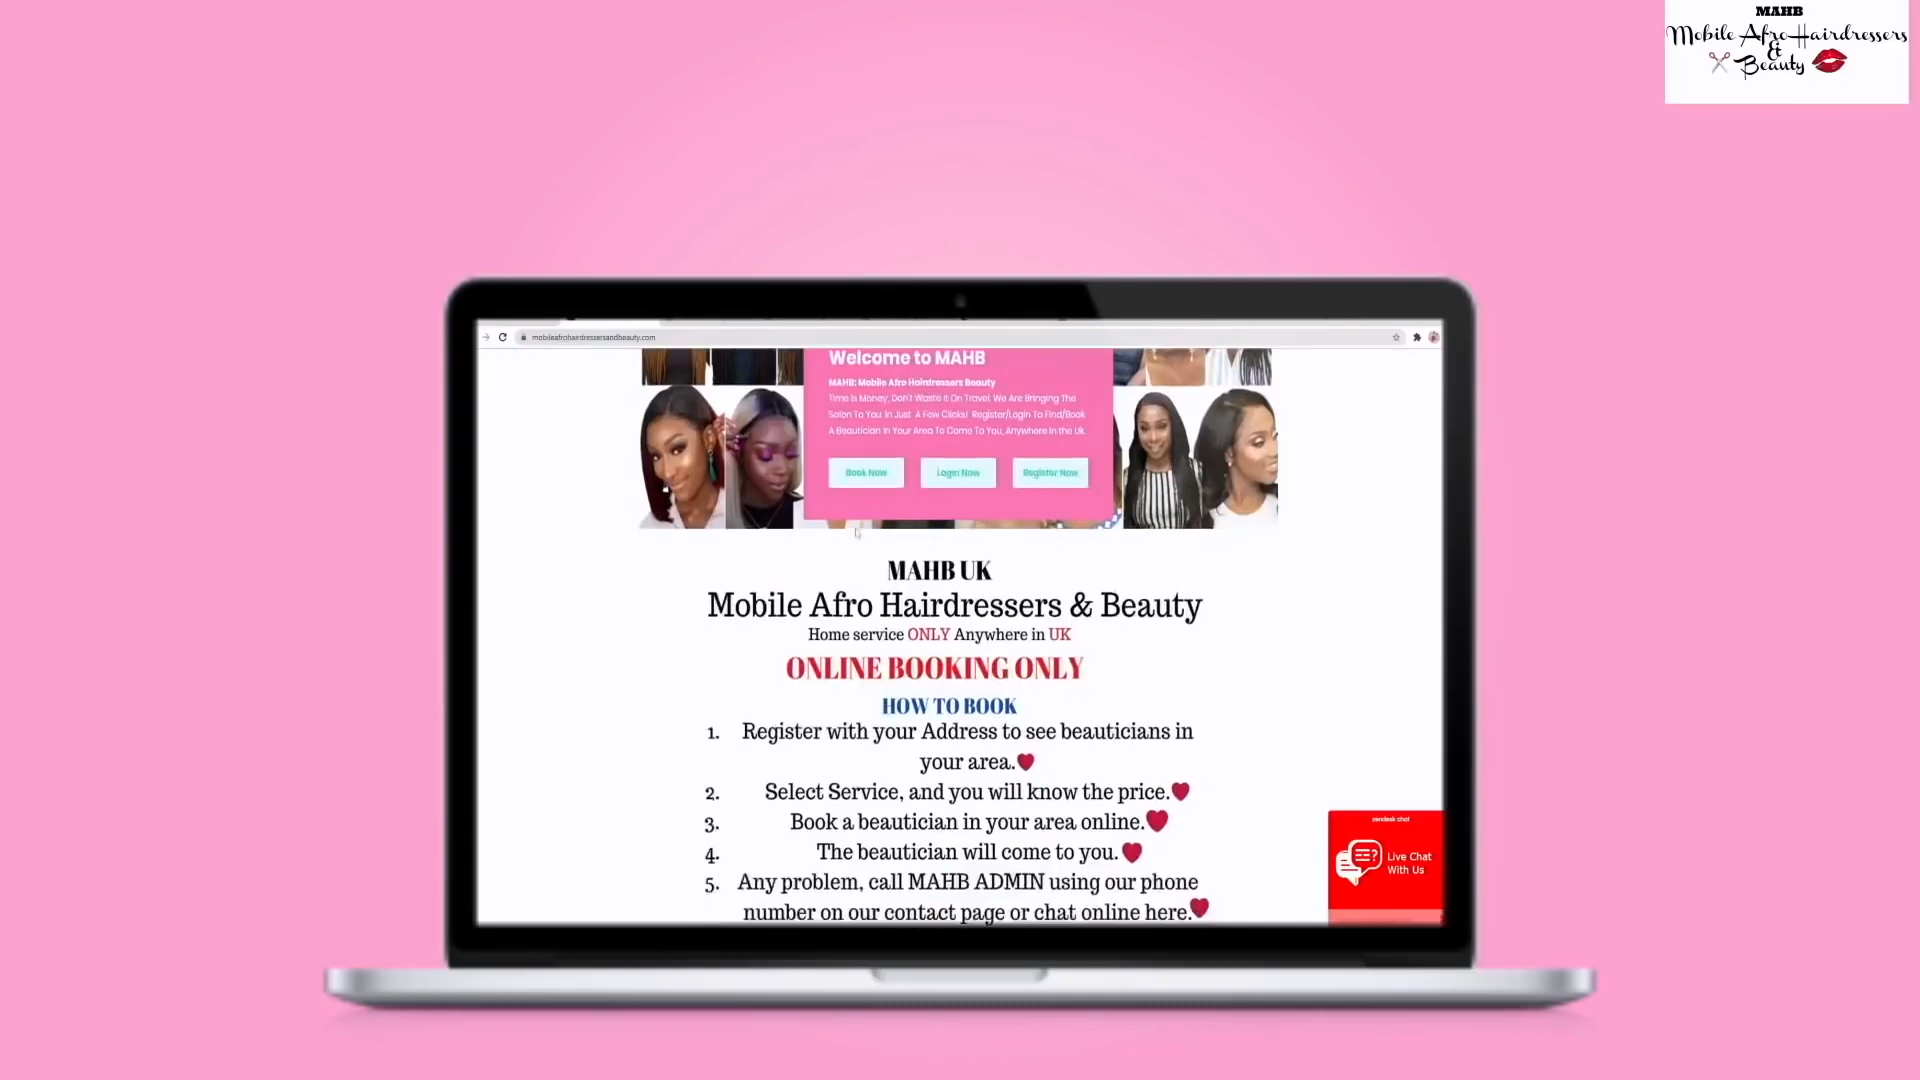 MAHB
Mobile Afro Hairdressers
&
Beauty
mobileafrohairdressersandbeauty.com
Welcome to MAHB
MAHB: Mobile Afro Hairdressers Beauty
Time Is Money; Don't Waste It On Travel. We Are Bringing The
Salon To You. In Just A Few Clicks! Register/Login To Find/Book
A Beautician In Your Area To Come To You, Anywhere In the Uk.
Book Now
Login Now
Register Now
MAHB UK
Mobile Afro Hairdressers & Beauty
Home service ONLY Anywhere in UK
ONLINE BOOKING ONLY
HOW TO BOOK
1. Register with your Address to see beauticians in
your area.
2. Select Service, and you will know the price.
3. Book a beautician in your area online.
4. The beautician will come to you.
5. Any problem, call MAHB ADMIN using our phone
number on our contact page or chat online here.
zendesk chat
Live Chat
With Us